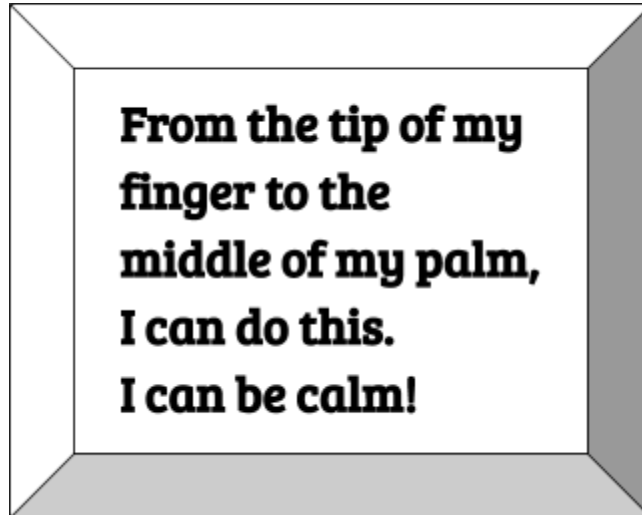 From the tip of my
finger to the
middle of my palm,
I can do this.
I can be calm!